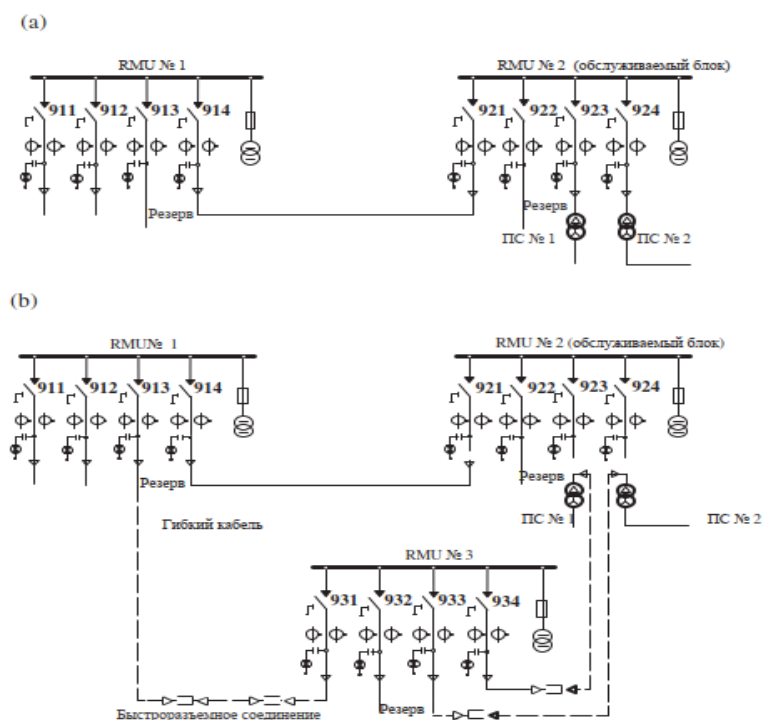 (a)
RMU № 1
RMU № 2 (обслуживаемый блок)
911 912 913 914
921 922 923 924
Резерв
Резерв
ПС № 1
ПС № 2
(b)
RMU№ 1
RMU № 2 (обслуживаемый блок)
911 912 913 914
921 922 923 924
Резерв
Резерв
Гибкий кабель
ПС № 1
ПС № 2
RMU № 3
931 932 933 934
Резерв
Быстроразъемное соединение